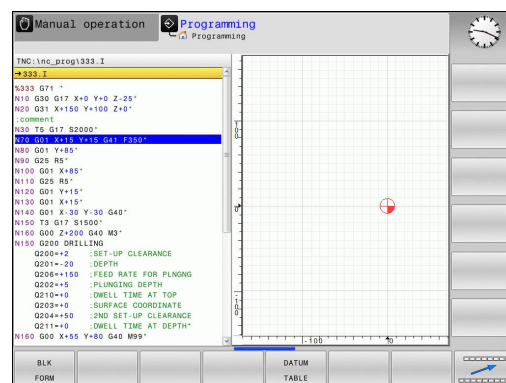 Manual operation
Programming
Programming
TNC:\nc_prog\333.I
→333.I
%333 G71 *
N10 G30 G17 X+0 Y+0 Z-25*
N20 G31 X+150 Y+100 Z+0*
;comment
N30 T5 G17 S2000*
N70 G01 X+15 Y+15 G41 F350*
N80 G01 Y+85*
N90 G25 R5*
N100 G01 X+85*
N110 G25 R5*
N120 G01 Y+15*
N130 G01 X+15*
N140 G01 X-30 Y-30 G40*
N150 T3 G17 S1500*
N160 G00 Z+200 G40 M3*
N150 G200 DRILLING
Q200=+2 ;SET-UP CLEARANCE
Q201=-20 ;DEPTH
Q206=+150 ;FEED RATE FOR PLNGNG
Q202=+5 ;PLUNGING DEPTH
Q210=+0 ;DWELL TIME AT TOP
Q203=+0 ;SURFACE COORDINATE
Q204=+50 ;2ND SET-UP CLEARANCE
Q211=+0 ;DWELL TIME AT DEPTH*
N160 G00 X+55 Y+80 G40 M99*
100
0
-100
-100
0
BLK FORM
DATUM TABLE